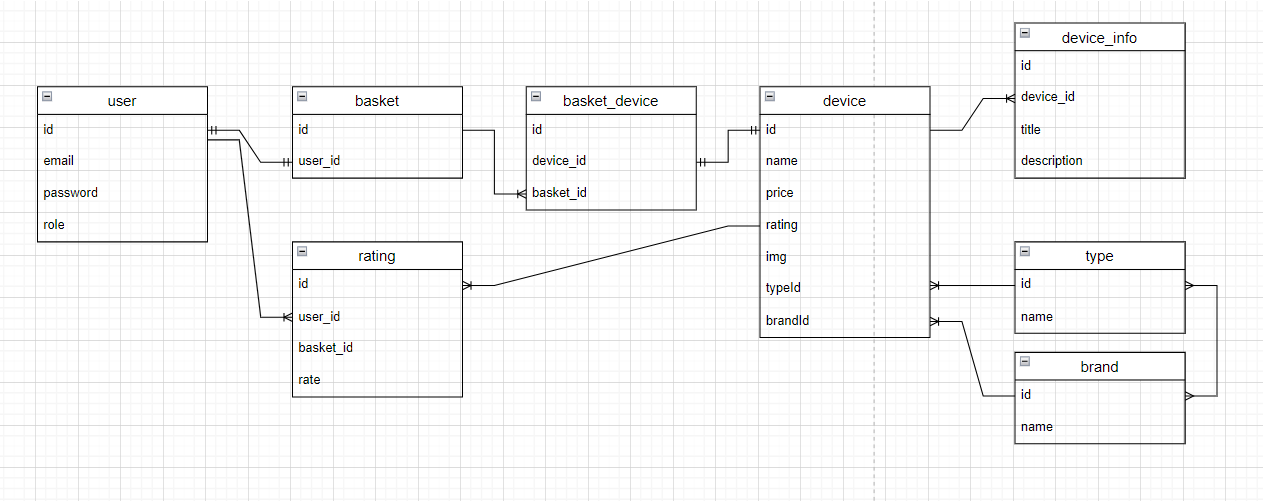 user
id
email
password
role
basket
id
user_id
basket_device
id
device_id
basket_id
device
id
name
price
rating
img
typeId
brandId
device_info
id
device_id
title
description
rating
id
user_id
basket_id
rate
type
id
name
brand
id
name